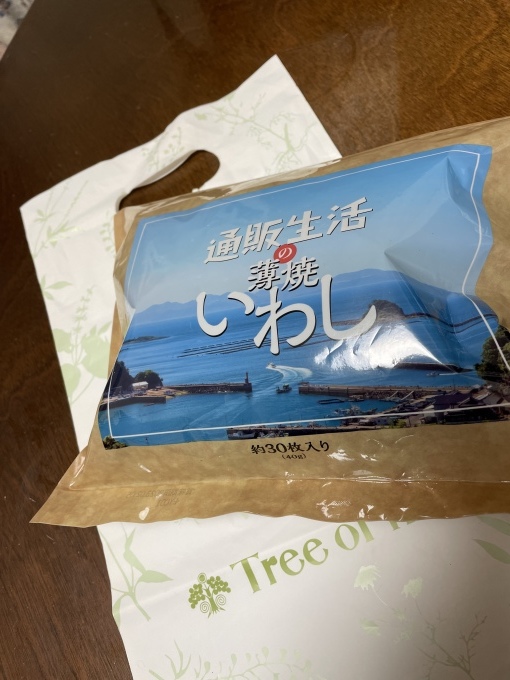 通販生活
の
薄焼
いわし
約30枚入り
(40g)
Tree of